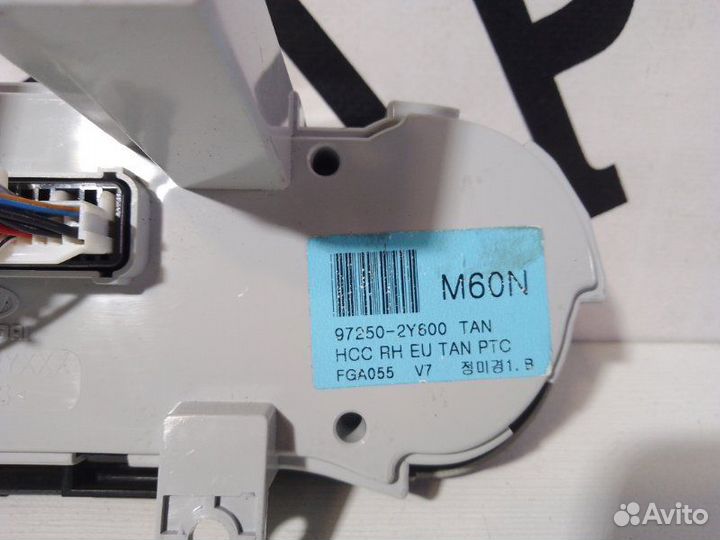 M60N
97250-2Y600 TAN
HCC RH EU TAN PTC
FGA055 V7 정미경1.B
Avito